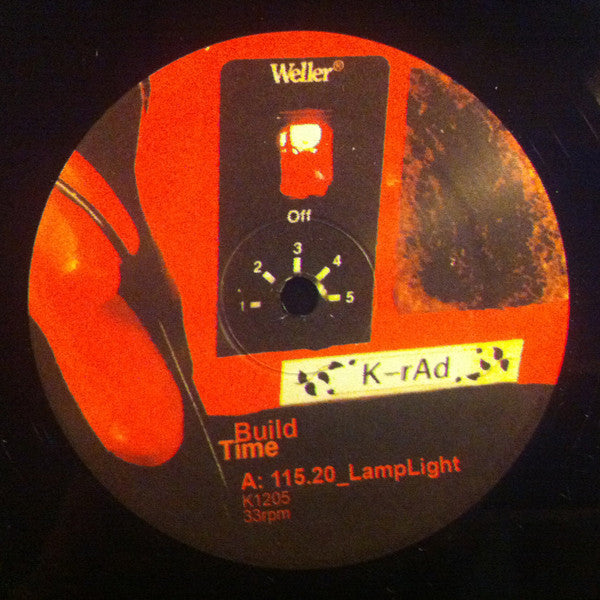 Weller®
Off
1 2 3 4 5
K-rAd
Build
Time
A: 115.20_LampLight
K1205
33rpm